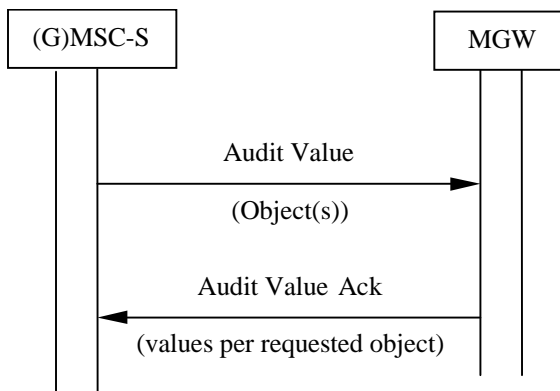 (G)MSC-S
MGW
Audit Value
(Object(s))
Audit Value Ack
(values per requested object)